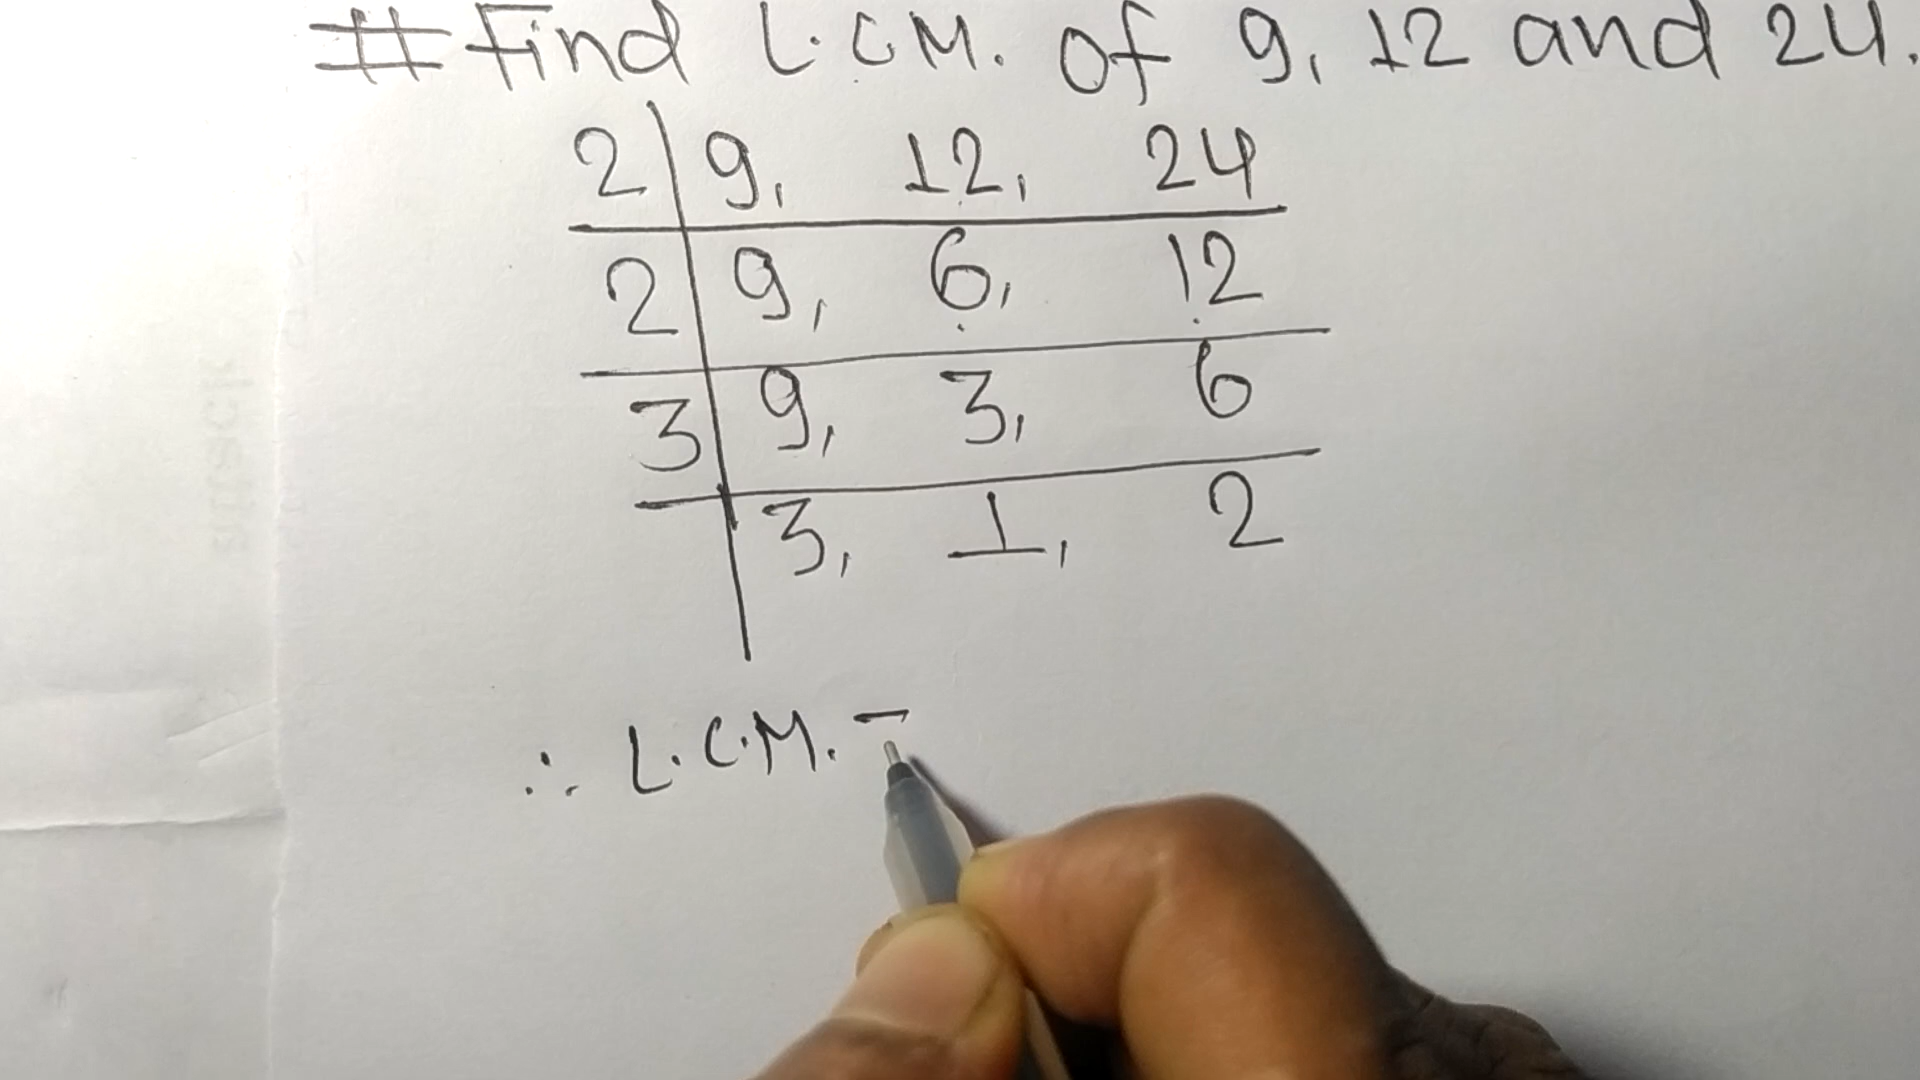 # Find L.C.M. of 9, 12 and 24.
2 9, 12, 24
2 9, 6, 12
3 9, 3, 6
3, 1, 2
∴ L.C.M. -